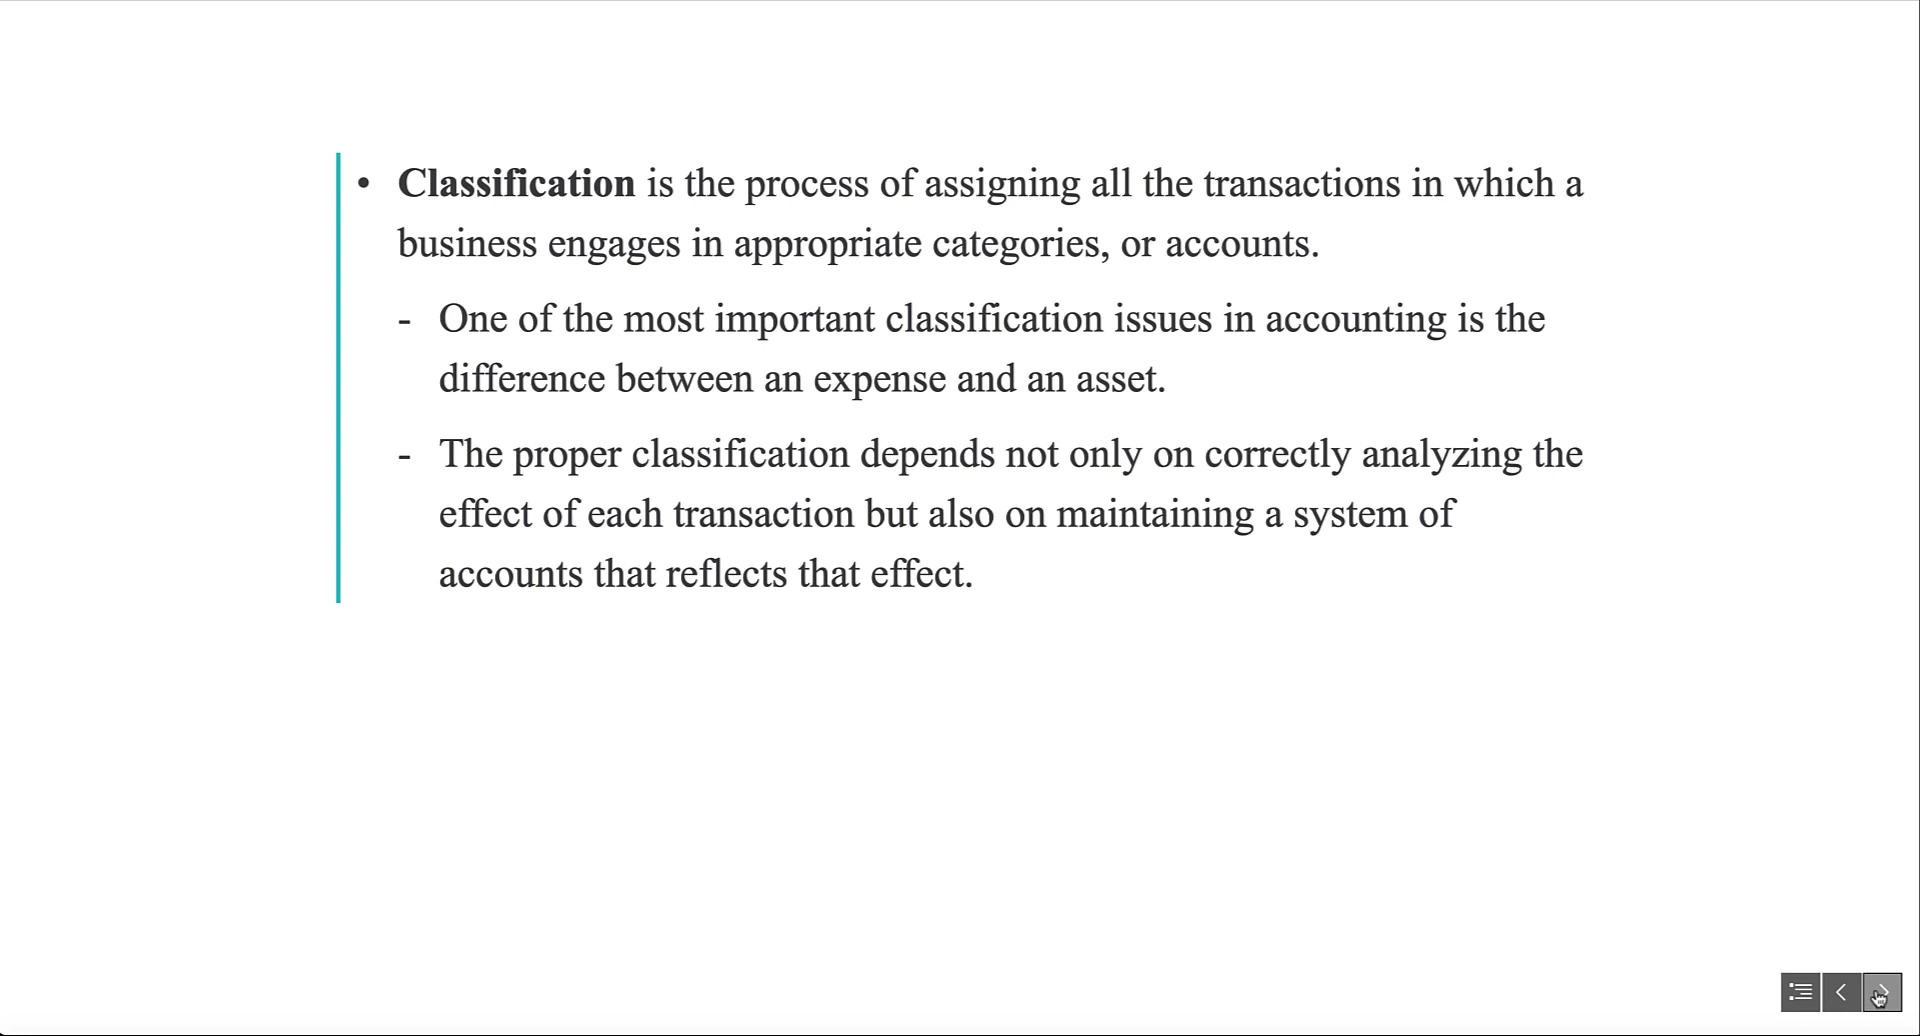 • Classification is the process of assigning all the transactions in which a
business engages in appropriate categories, or accounts.
- One of the most important classification issues in accounting is the
difference between an expense and an asset.
- The proper classification depends not only on correctly analyzing the
effect of each transaction but also on maintaining a system of
accounts that reflects that effect.